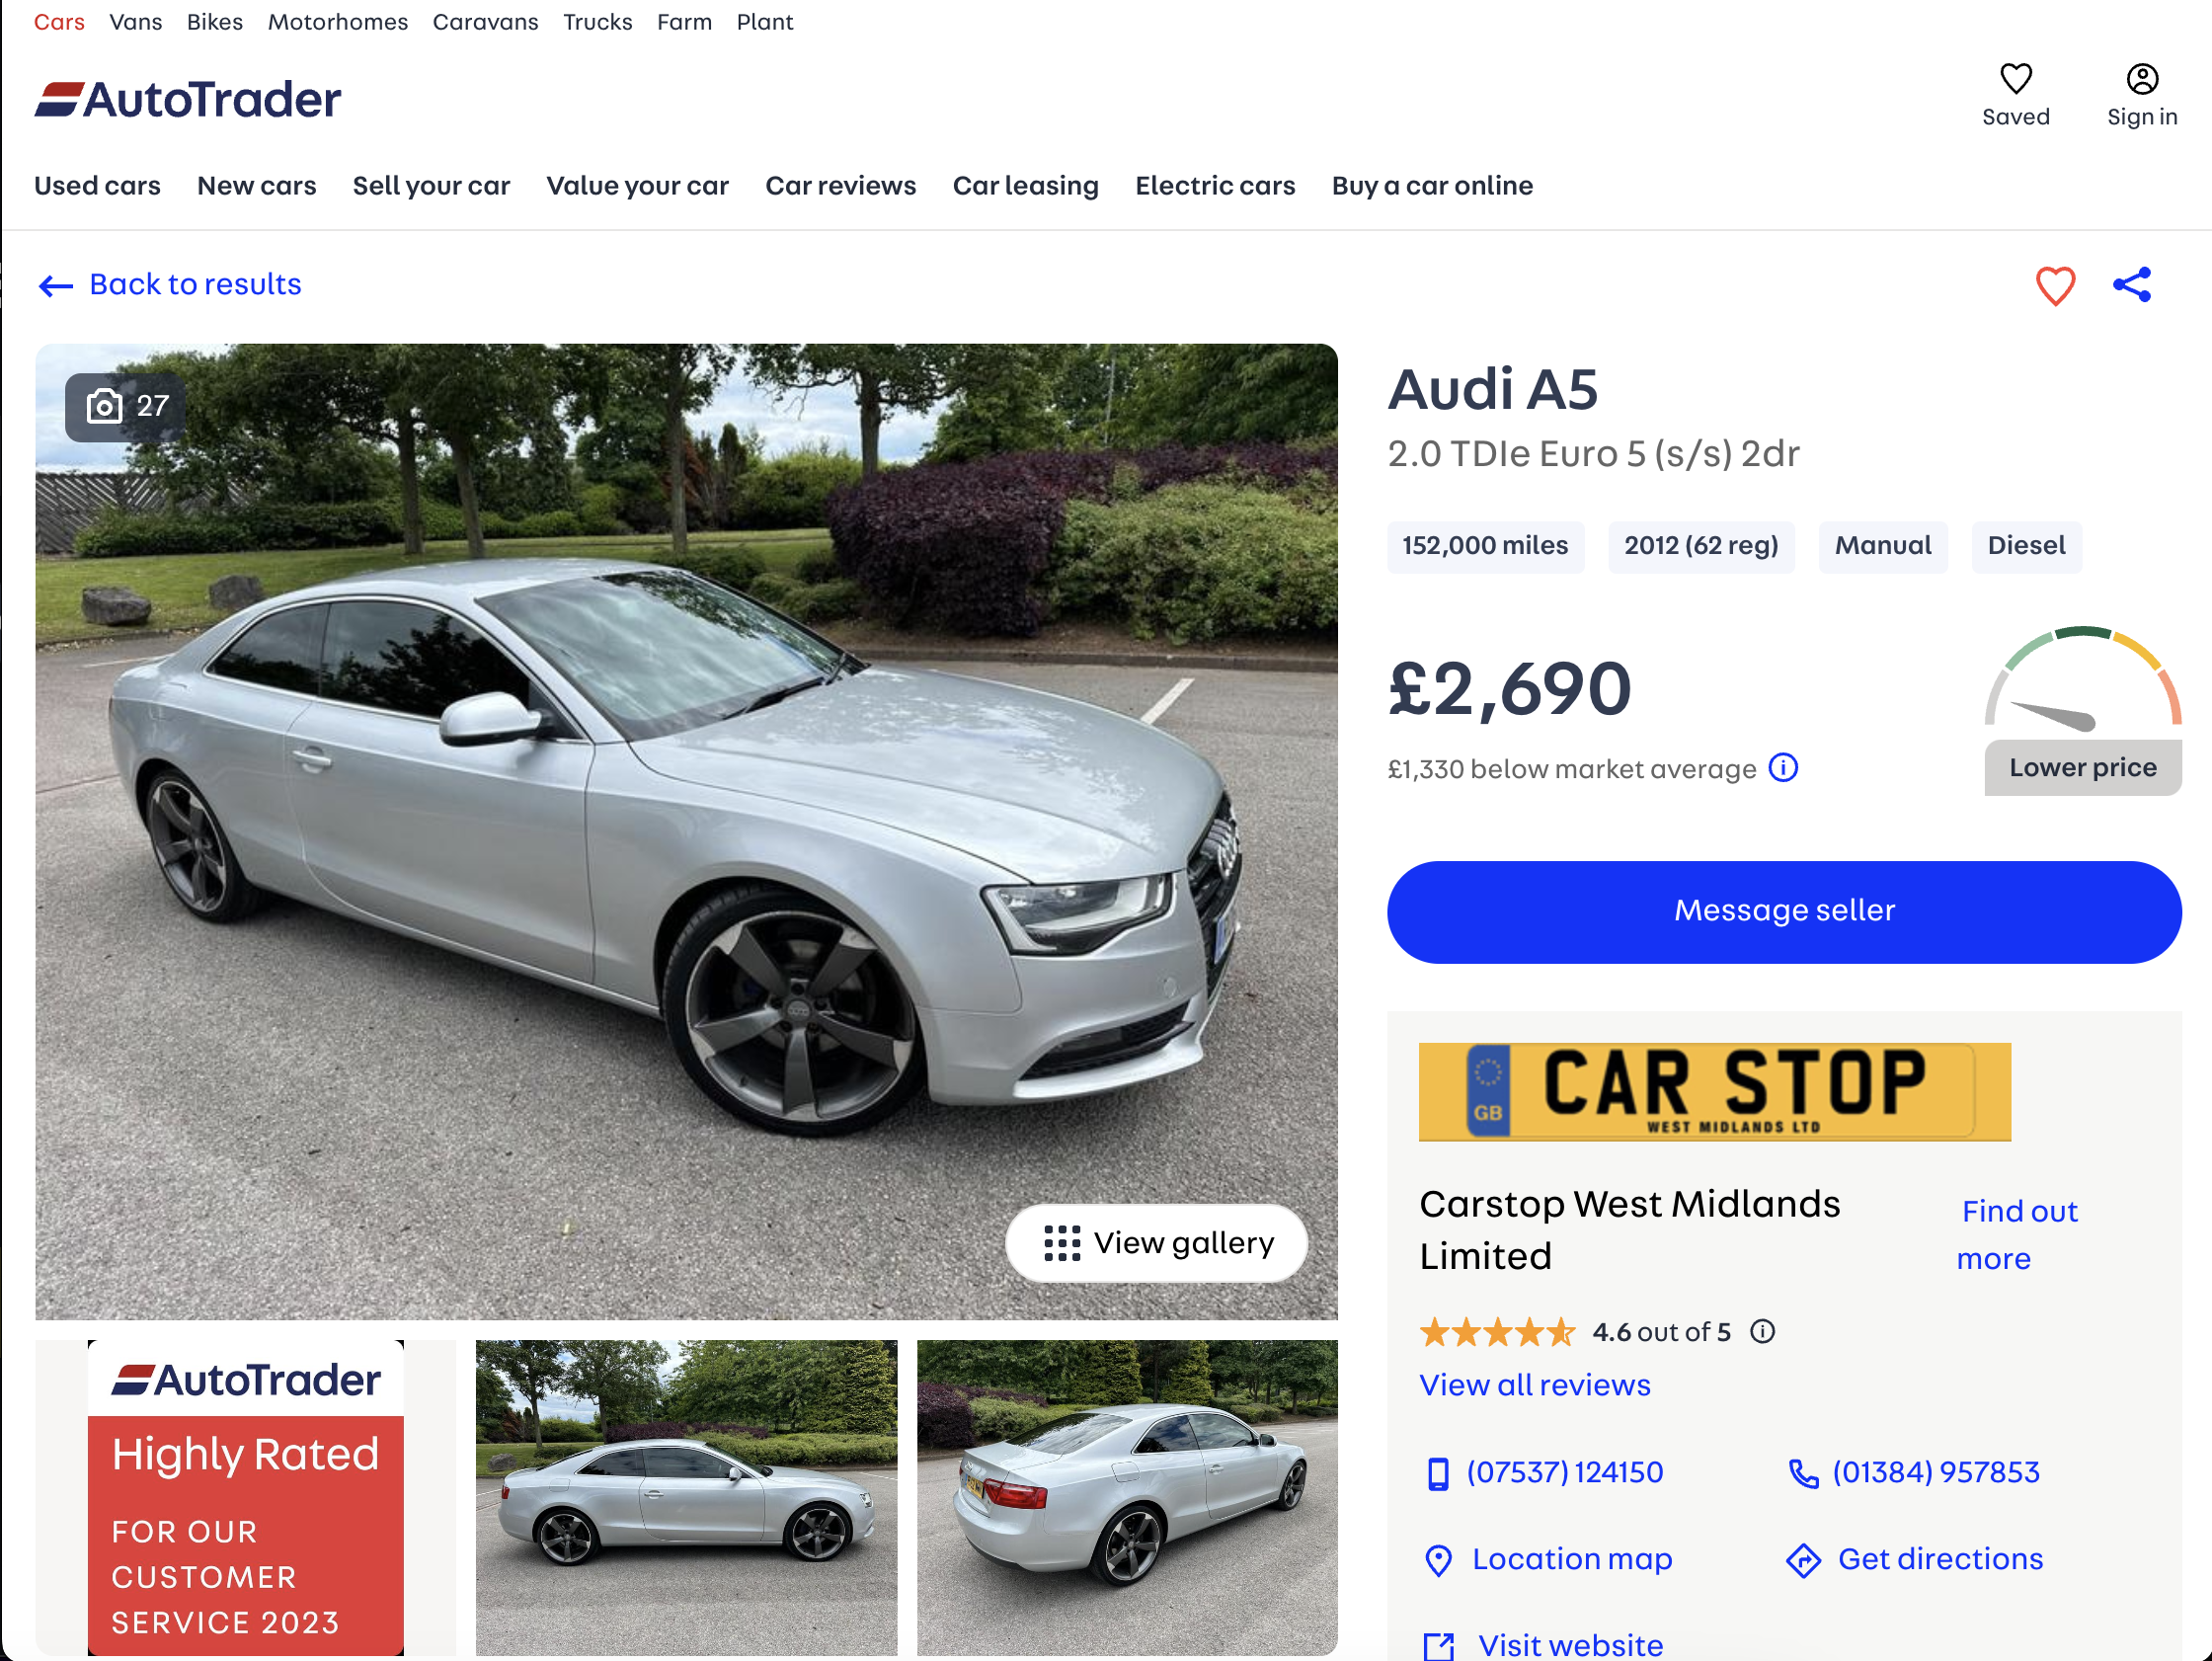 Cars Vans Bikes Motorhomes Caravans Trucks Farm Plant
AutoTrader
Saved
Sign in
Used cars New cars Sell your car Value your car Car reviews Car leasing Electric cars Buy a car online
Back to results
27
Audi A5
2.0 TDIe Euro 5 (s/s) 2dr
152,000 miles
2012 (62 reg)
Manual
Diesel
£2,690
£1,330 below market average
Lower price
Message seller
GB
CAR STOP
WEST MIDLANDS LTD
Carstop West Midlands
Limited
Find out
more
4.6 out of 5
View all reviews
(07537) 124150
(01384) 957853
Location map
Get directions
Visit website
View gallery
AutoTrader
Highly Rated
FOR OUR
CUSTOMER
SERVICE 2023